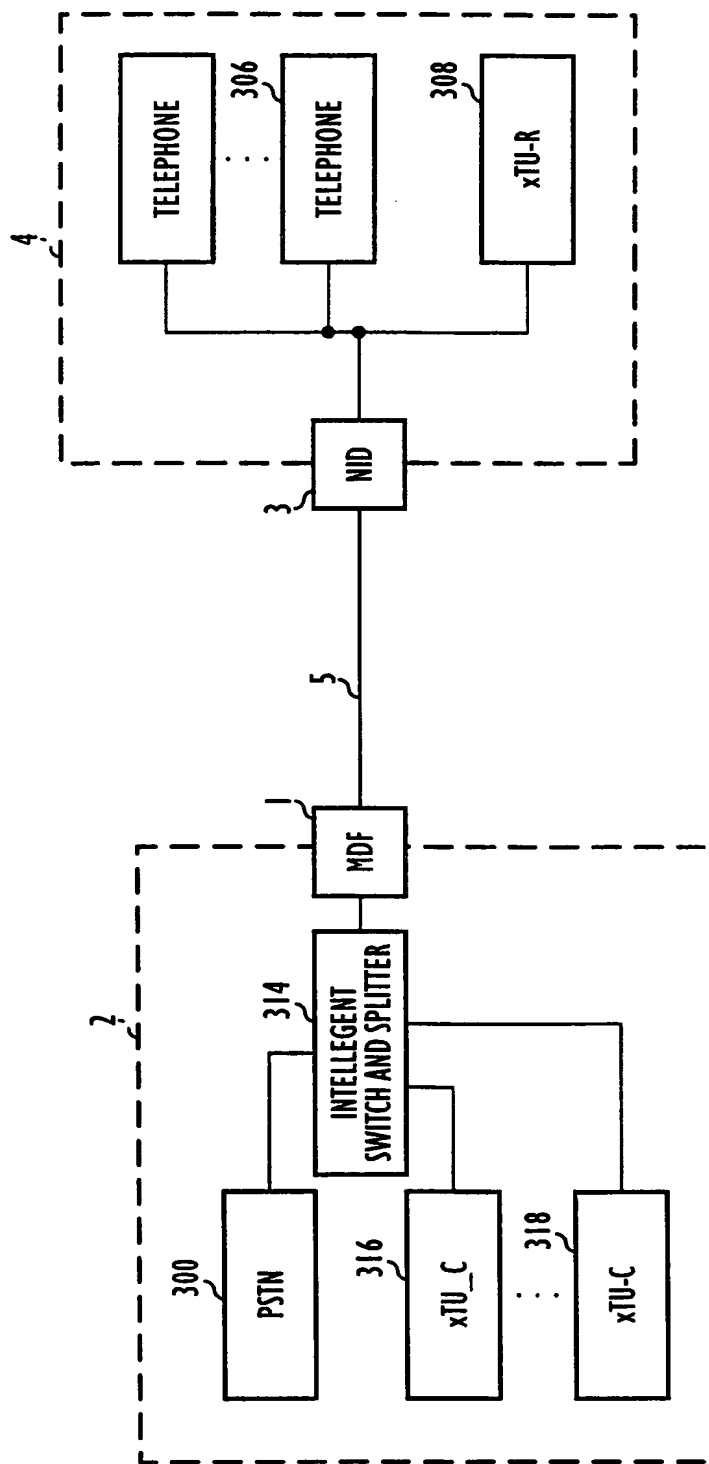 2
300
PSTN
316
xTU_C
318
xTU-C
314
INTELLEGENT
SWITCH AND SPLITTER
1
MDF
5
3
NID
4
TELEPHONE
306
TELEPHONE
308
xTU-R